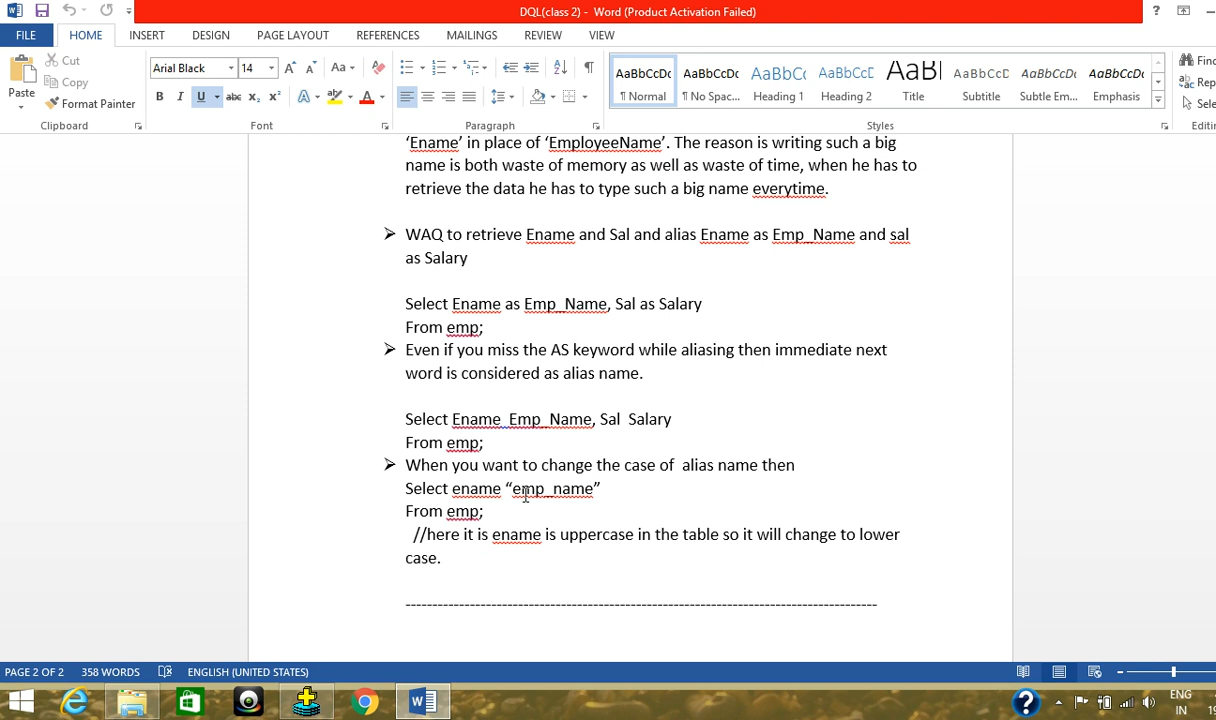 DQL(class 2) - Word (Product Activation Failed)
FILE HOME INSERT DESIGN PAGE LAYOUT REFERENCES MAILINGS REVIEW VIEW
Paste
Cut
Copy
Format Painter
Clipboard
Arial Black 14
Font
Paragraph
AaBbCcDc AaBbCcDc AaBbCc AaBbCcD AaBl AaBbCcD AaBbCcDc AaBbCcDc
¶ Normal ¶ No Spac... Heading 1 Heading 2 Title Subtitle Subtle Em... Emphasis
Styles
'Ename' in place of 'EmployeeName'. The reason is writing such a big
name is both waste of memory as well as waste of time, when he has to
retrieve the data he has to type such a big name everytime.
WAQ to retrieve Ename and Sal and alias Ename as Emp_Name and sal
as Salary
Select Ename as Emp_Name, Sal as Salary
From emp;
Even if you miss the AS keyword while aliasing then immediate next
word is considered as alias name.
Select Ename Emp_Name, Sal Salary
From emp;
When you want to change the case of alias name then
Select ename “emp_name”
From emp;
//here it is ename is uppercase in the table so it will change to lower
case.
--------------------------------------------------------------------------------------
PAGE 2 OF 2 358 WORDS ENGLISH (UNITED STATES)
ENG
IN